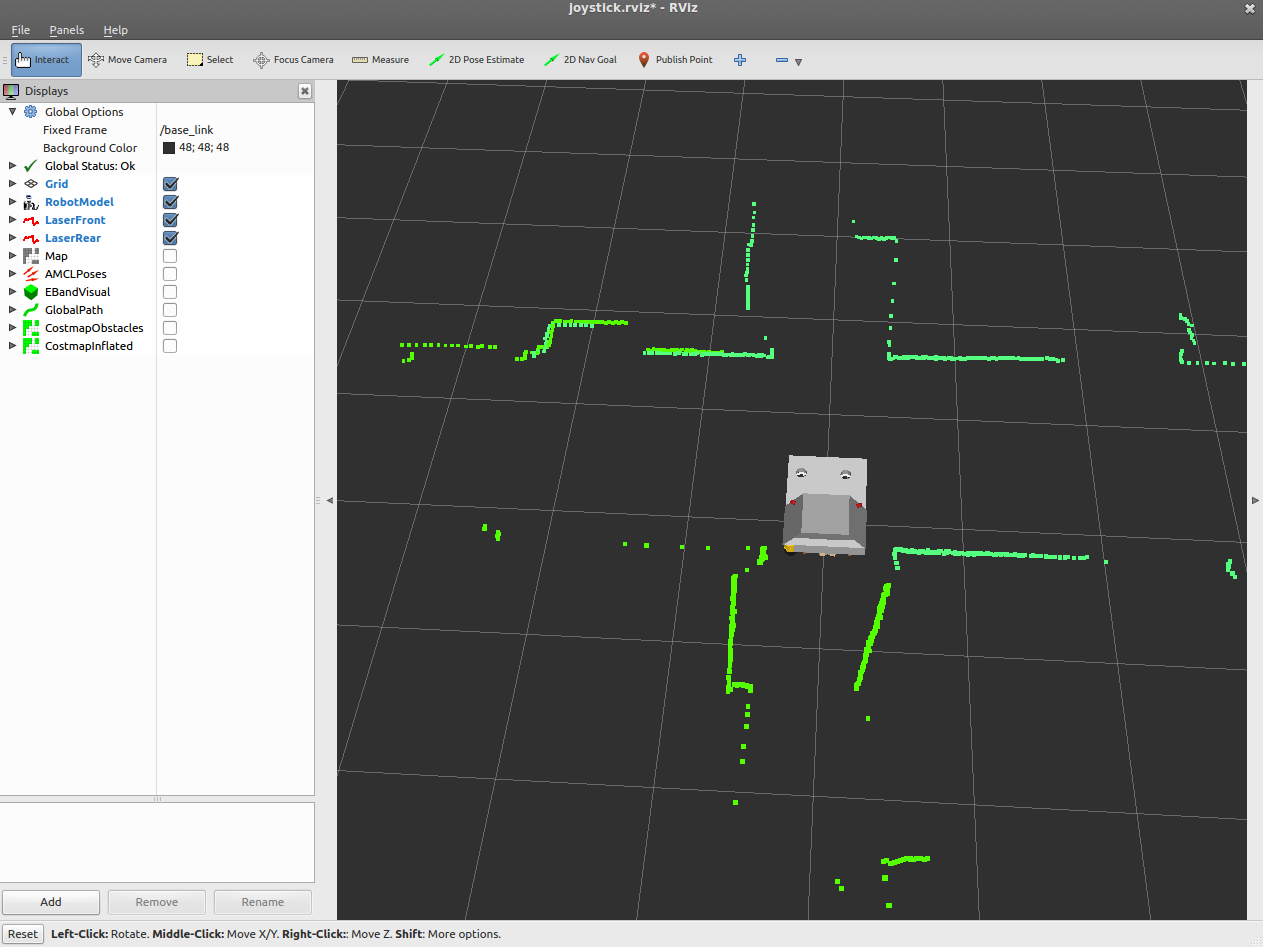 joystick.rviz* - RViz
File Panels Help
Interact Move Camera Select Focus Camera Measure 2D Pose Estimate 2D Nav Goal Publish Point
Displays
Global Options
Fixed Frame /base_link
Background Color 48; 48; 48
Global Status: Ok
Grid
RobotModel
LaserFront
LaserRear
Map
AMCLPoses
EBandVisual
GlobalPath
CostmapObstacles
CostmapInflated
Add Remove Rename
Reset Left-Click: Rotate. Middle-Click: Move X/Y. Right-Click:: Move Z. Shift: More options.